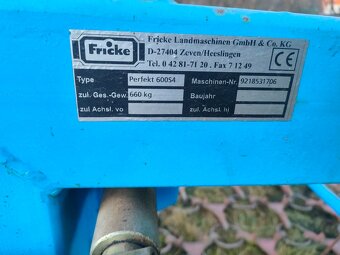 Fricke
Fricke Landmaschinen GmbH & Co. KG
D-27404 Zeven/Heeslingen
Tel. 0 42 81-71 20 . Fax 7 12 49
CE
Type Perfekt 600S4 Maschinen-Nr. 9218531706
zul. Ges.-Gew. 660 kg Baujahr
zul. Achsl. vo zul. Achsl. hi